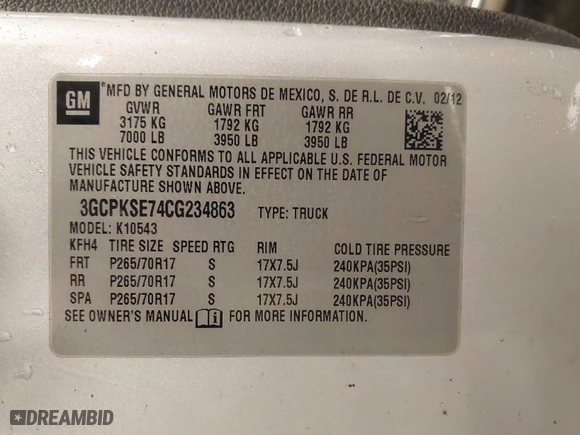 GM
*MFD BY GENERAL MOTORS DE MEXICO, S. DE R.L. DE C.V. 02/12
GVWR GAWR FRT GAWR RR
3175 KG 1792 KG 1792 KG
7000 LB 3950 LB 3950 LB
THIS VEHICLE CONFORMS TO ALL APPLICABLE U.S. FEDERAL MOTOR
VEHICLE SAFETY STANDARDS IN EFFECT ON THE DATE OF
MANUFACTURE SHOWN ABOVE.
3GCPKSE74CG234863 TYPE: TRUCK
MODEL: K10543
KFH4 TIRE SIZE SPEED RTG RIM COLD TIRE PRESSURE
FRT P265/70R17 S 17X7.5J 240KPA(35PSI)
RR P265/70R17 S 17X7.5J 240KPA(35PSI)
SPA P265/70R17 S 17X7.5J 240KPA(35PSI)
SEE OWNER'S MANUAL i FOR MORE INFORMATION.
DREAMBID